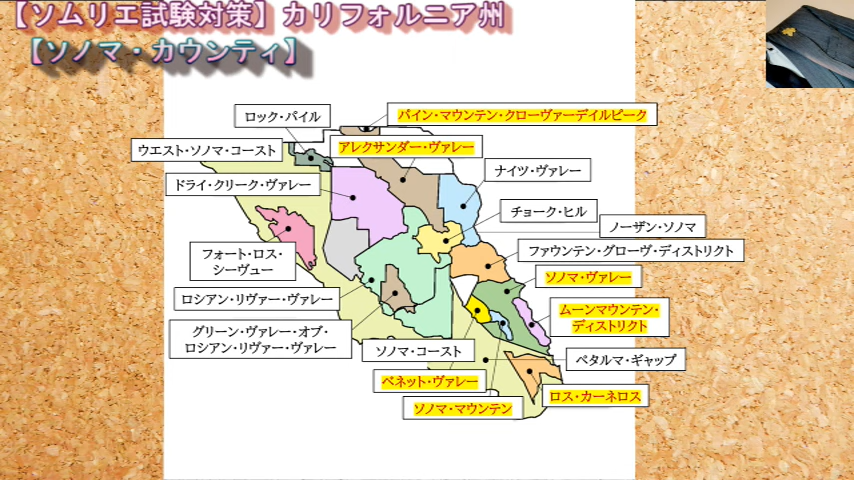 【ソムリエ試験対策】カリフォルニア州
【ソノマ・カウンティ】
ロック・パイル
パイン・マウンテン・クローヴァーデイルピーク
ウエスト・ソノマ・コースト
アレクサンダー・ヴァレー
ナイツ・ヴァレー
ドライ・クリーク・ヴァレー
チョーク・ヒル
ノーザン・ソノマ
フォート・ロス・
シーヴュー
ファウンテン・グローヴ・ディストリクト
ソノマ・ヴァレー
ロシアン・リヴァー・ヴァレー
ムーンマウンテン・
ディストリクト
グリーン・ヴァレー・オブ・
ロシアン・リヴァー・ヴァレー
ソノマ・コースト
ペタルマ・ギャップ
ベネット・ヴァレー
ロス・カーネロス
ソノマ・マウンテン